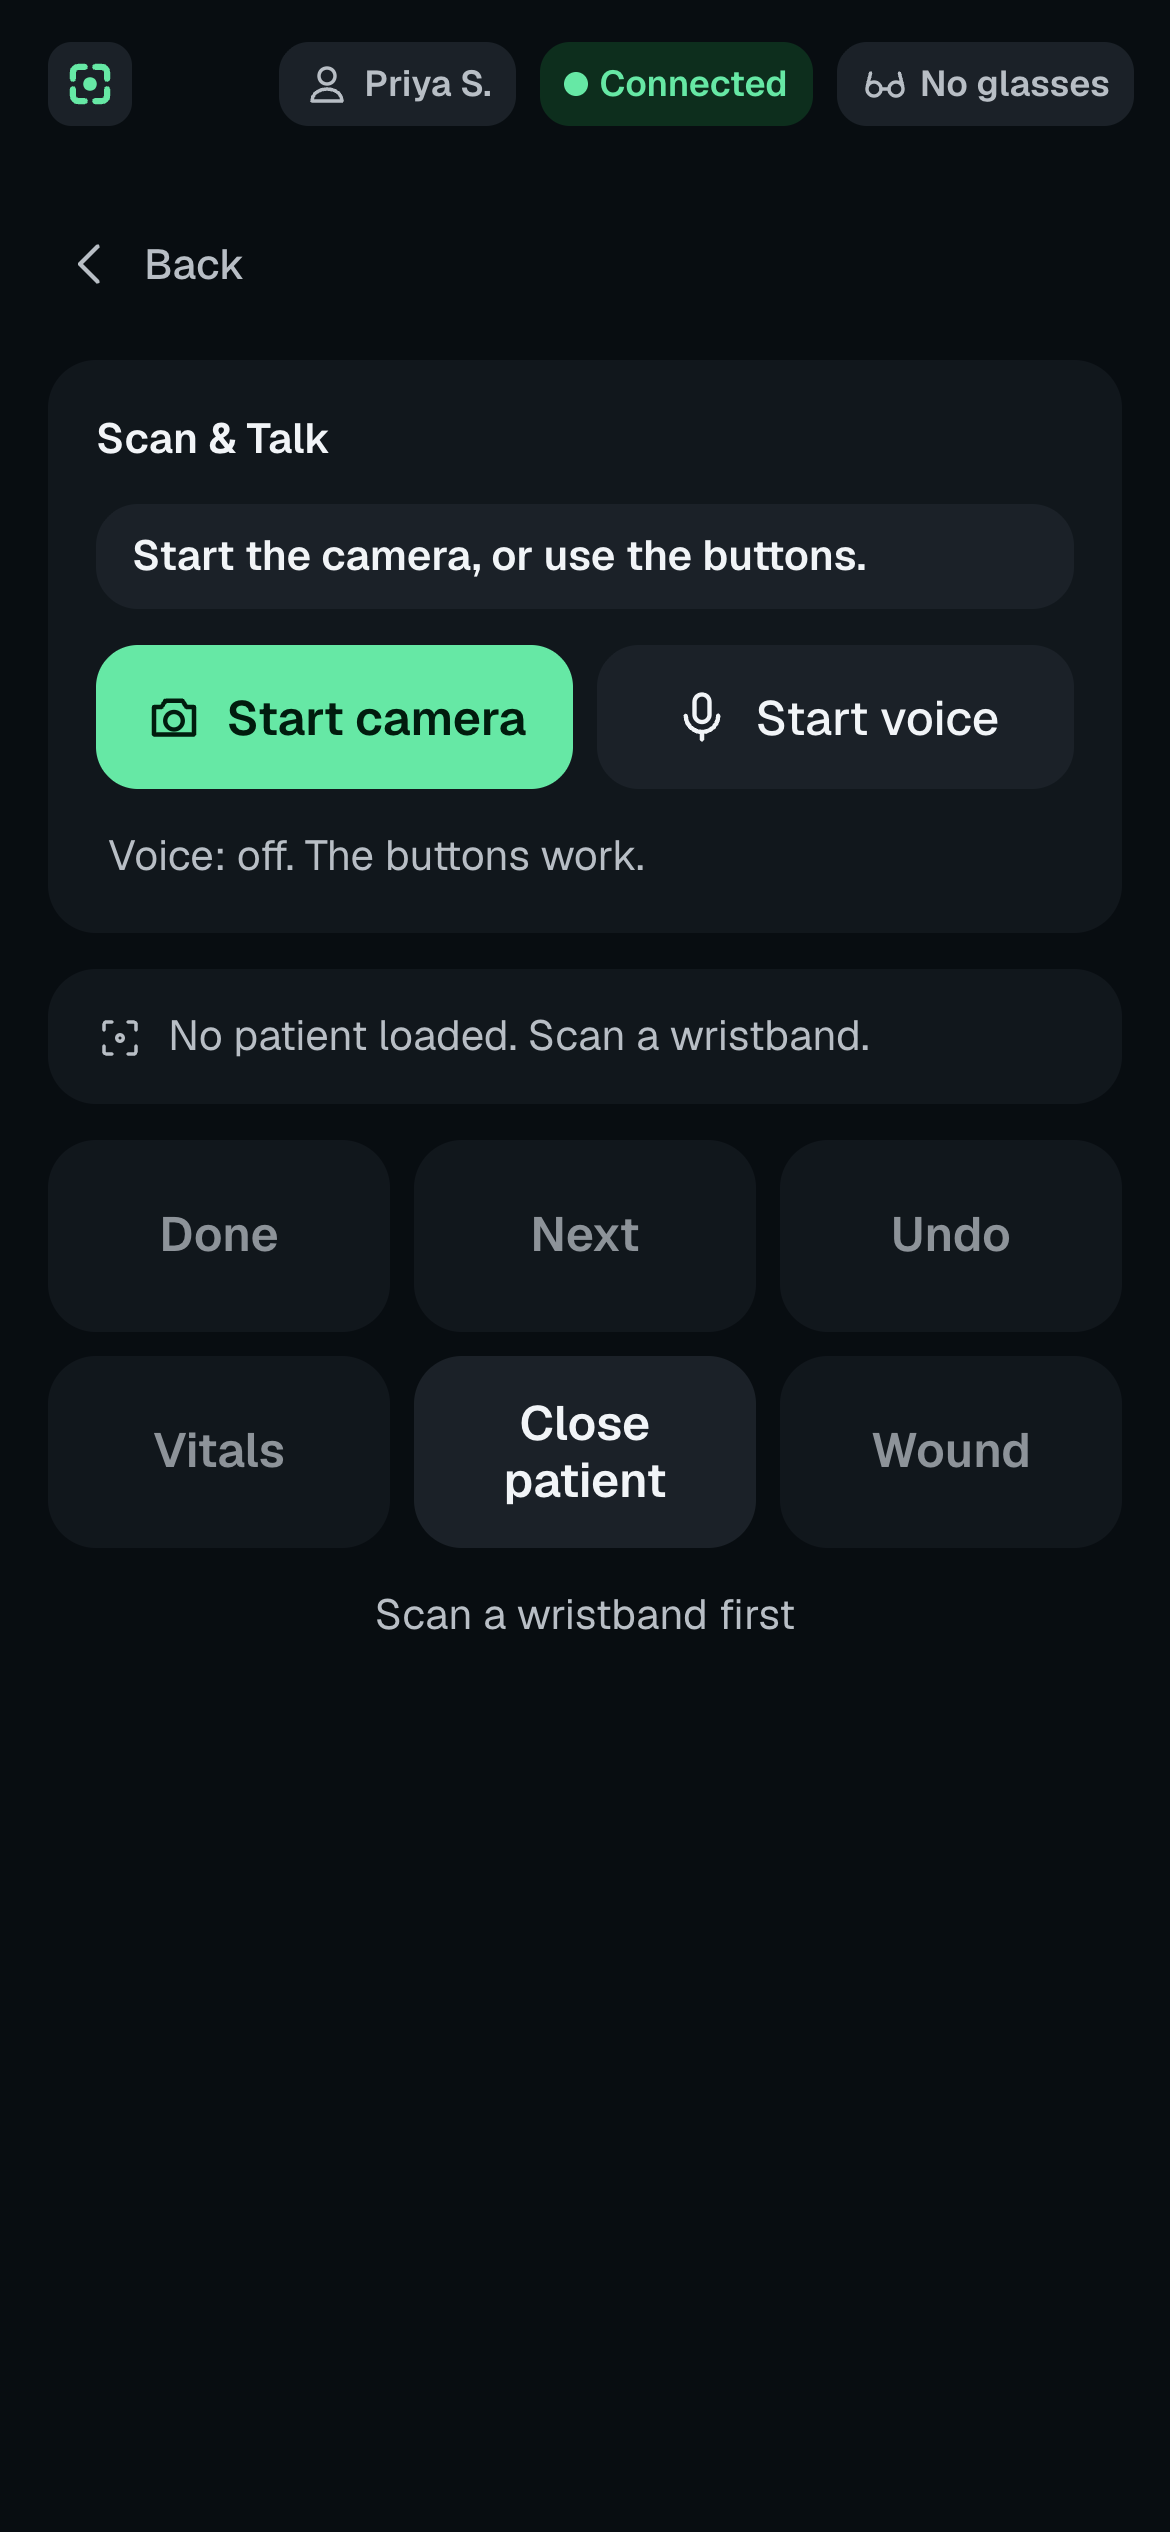 Priya S.
Connected
No glasses
Back
Scan & Talk
Start the camera, or use the buttons.
Start camera
Start voice
Voice: off. The buttons work.
No patient loaded. Scan a wristband.
Done
Next
Undo
Vitals
Close
patient
Wound
Scan a wristband first